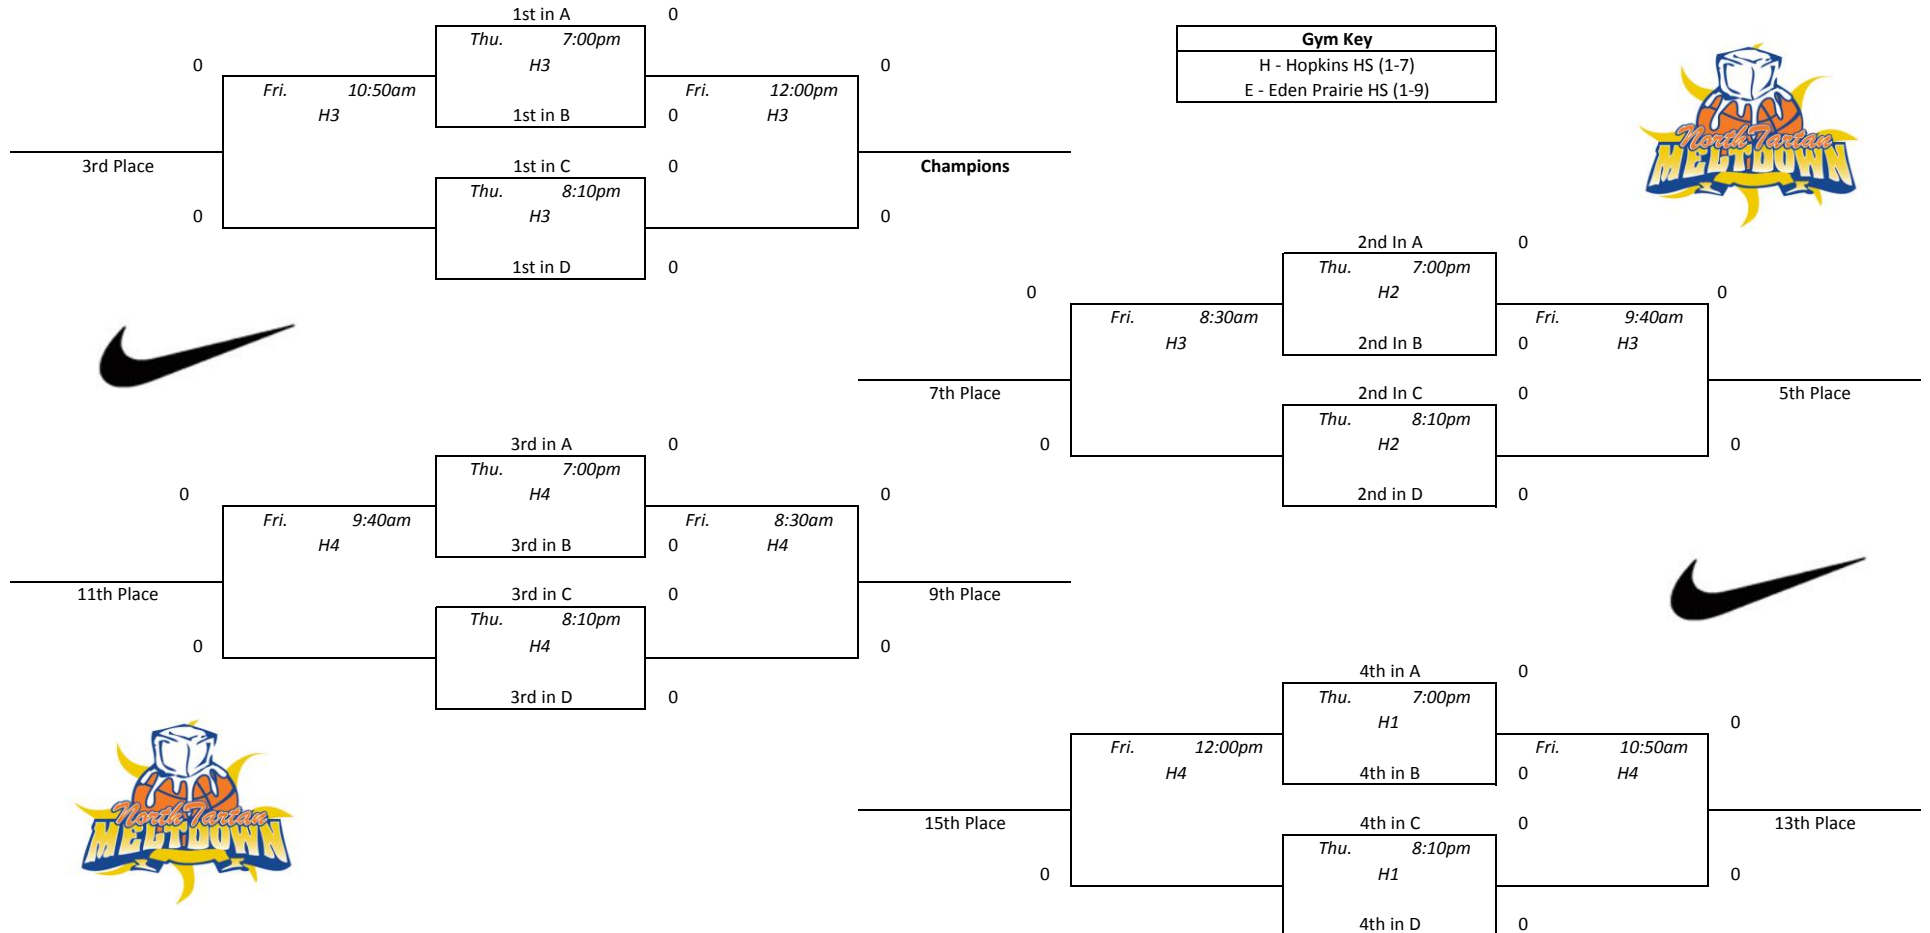 1st in A 0
Thu. 7:00pm
Gym Key
0 H3 0
H - Hopkins HS (1-7)
Fri. 10:50am Fri. 12:00pm
E - Eden Prairie HS (1-9)
H3 1st in B 0 H3
North Tartan
MELTDOWN
3rd Place 1st in C 0 Champions
Thu. 8:10pm
0 H3 0
2nd In A 0
1st in D 0
Thu. 7:00pm
0 H2 0
Fri. 8:30am Fri. 9:40am
H3 2nd In B 0 H3
7th Place 2nd In C 0 5th Place
Thu. 8:10pm
3rd in A 0
0 H2 0
Thu. 7:00pm
0 H4 0
2nd in D 0
Fri. 9:40am Fri. 8:30am
H4 3rd in B 0 H4
11th Place 3rd in C 0 9th Place
Thu. 8:10pm
0 H4 0
4th in A 0
3rd in D 0
Thu. 7:00pm
H1 0
Fri. 12:00pm Fri. 10:50am
H4 4th in B 0 H4
North Tartan
MELTDOWN
15th Place 4th in C 0 13th Place
Thu. 8:10pm
0 H1 0
4th in D 0